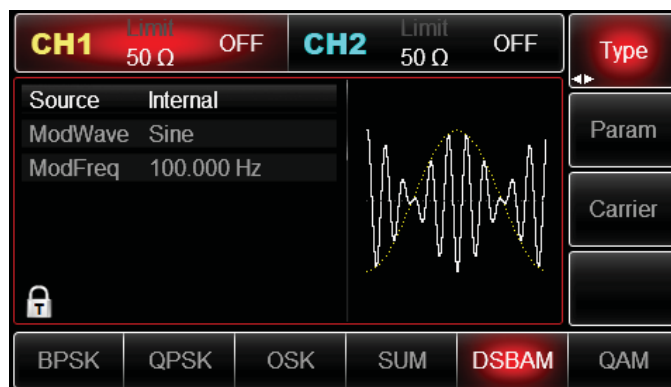 CH1 Limit 50 Ω OFF CH2 Limit 50 Ω OFF
Type
Source Internal
ModWave Sine
ModFreq 100.000 Hz
Param
Carrier
T
BPSK QPSK OSK SUM DSBAM QAM